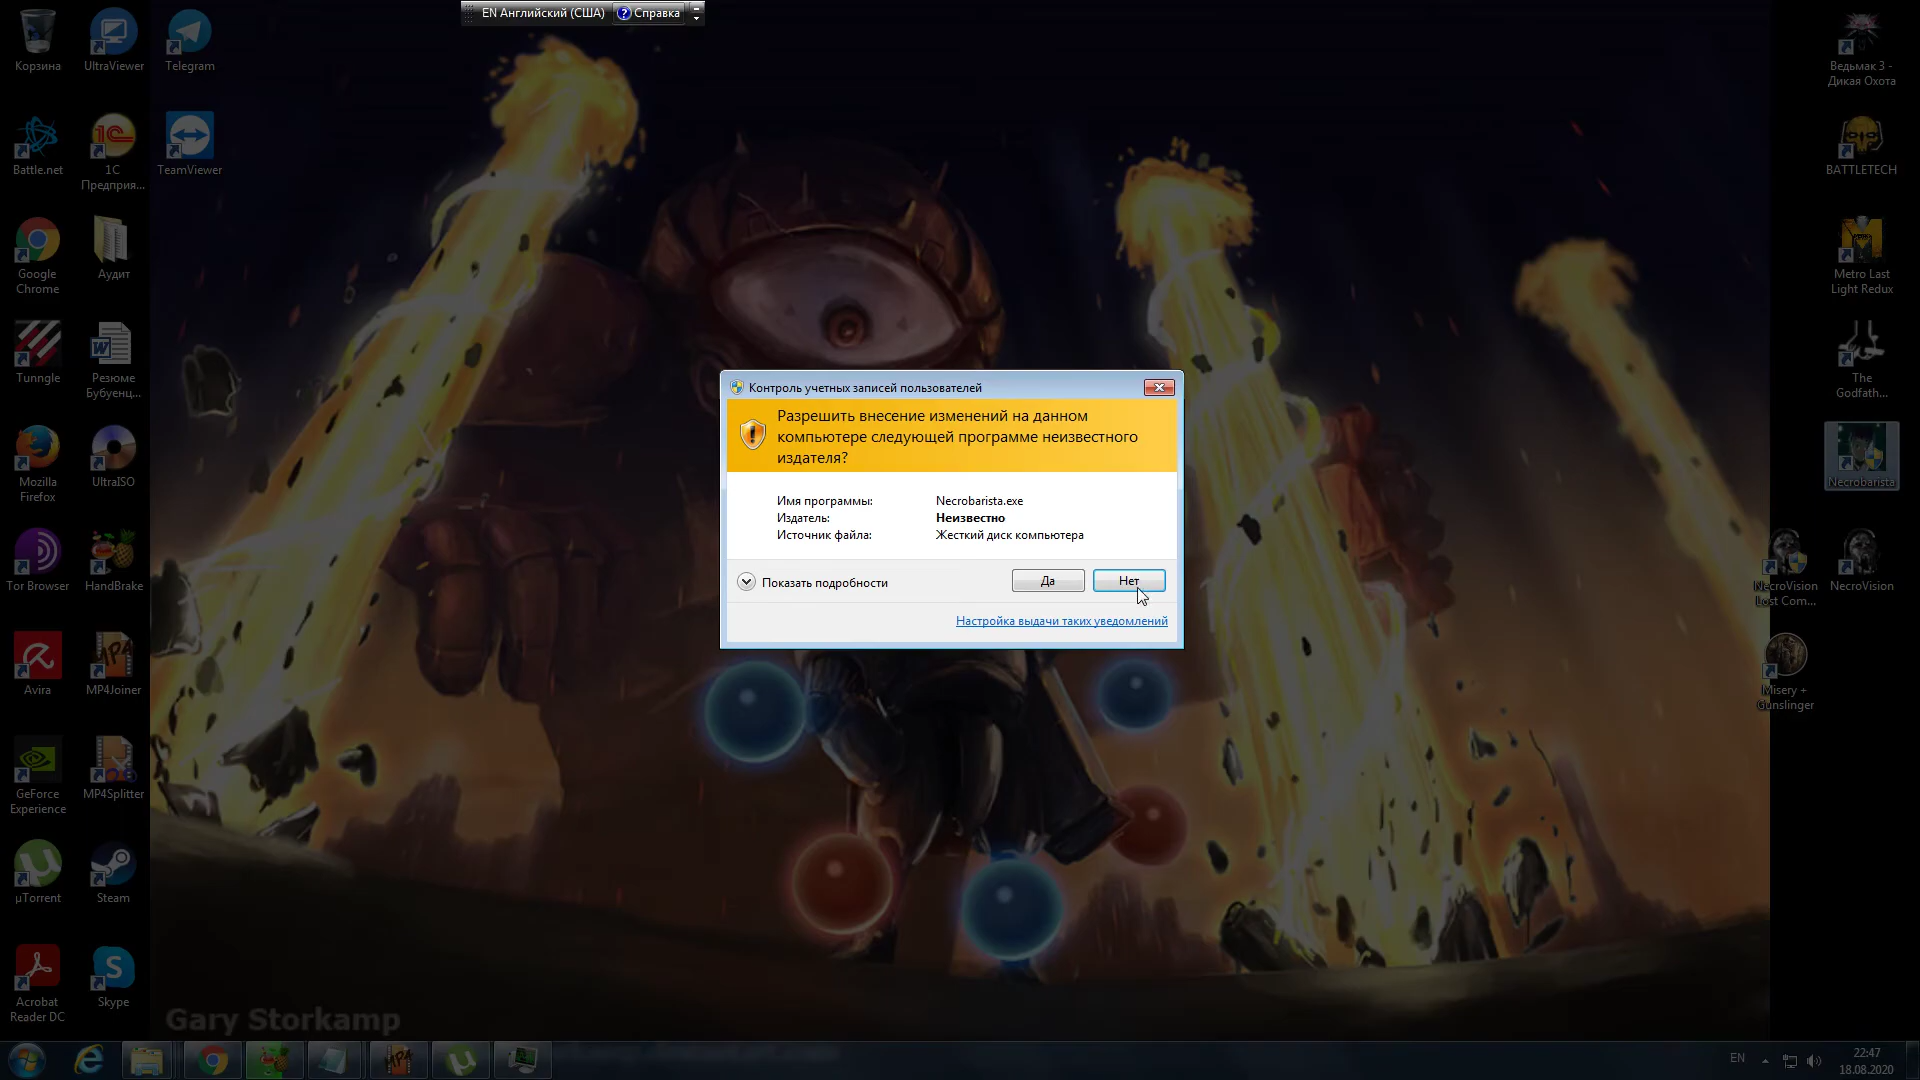 EN Английский (США)
Справка
Корзина
UltraViewer
Telegram
Battle.net
1С
Предприя...
TeamViewer
Google
Chrome
Аудит
Tunngle
Резюме
Бубуенц...
Mozilla
Firefox
UltraISO
Tor Browser
HandBrake
Avira
MP4Joiner
GeForce
Experience
MP4Splitter
µTorrent
Steam
Acrobat
Reader DC
Skype
Ведьмак 3 -
Дикая Охота
BATTLETECH
Metro Last
Light Redux
The
Godfath...
Necrobarista
NecroVision
Lost Com...
NecroVision
Misery +
Gunslinger
Контроль учетных записей пользователей
Разрешить внесение изменений на данном
компьютере следующей программе неизвестного
издателя?
Имя программы: Necrobarista.exe
Издатель: Неизвестно
Источник файла: Жесткий диск компьютера
Показать подробности
Да
Нет
Настройка выдачи таких уведомлений
Gary Storkamp
EN
22:47
18.08.2020